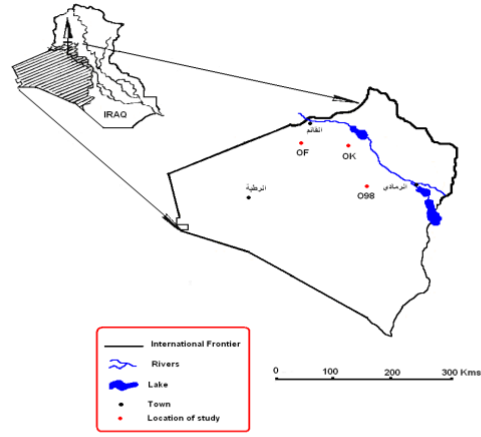 IRAQ
القائم
OF
OK
الرطبة
O98
الرمادي
International Frontier
Rivers
Lake
Town
Location of study
0 100 200 300 Kms